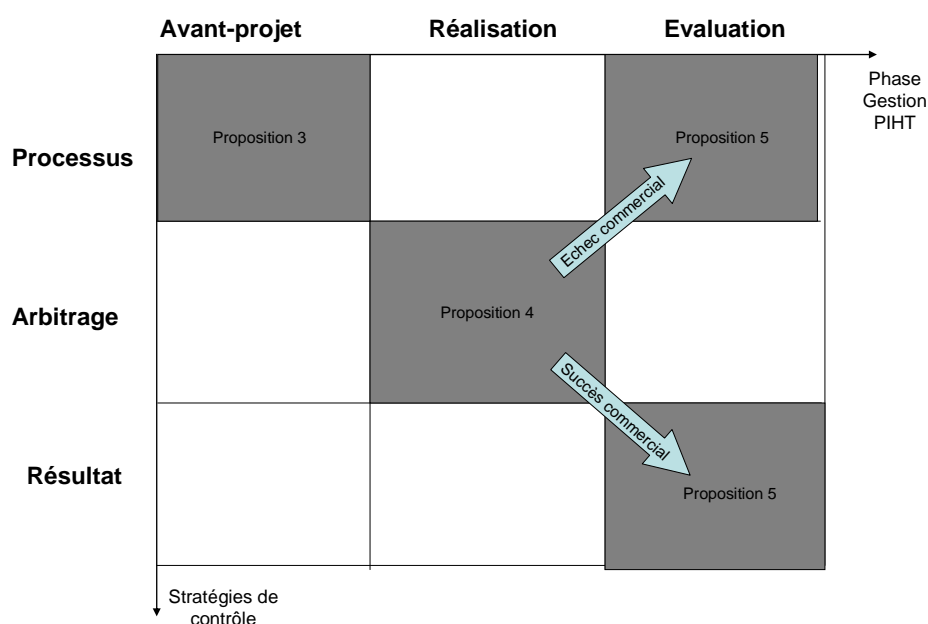 Avant-projet
Réalisation
Evaluation
Phase
Gestion
PIHT
Processus
Proposition 3
Proposition 5
Echec commercial
Arbitrage
Proposition 4
Succès commercial
Résultat
Proposition 5
Stratégies de
contrôle